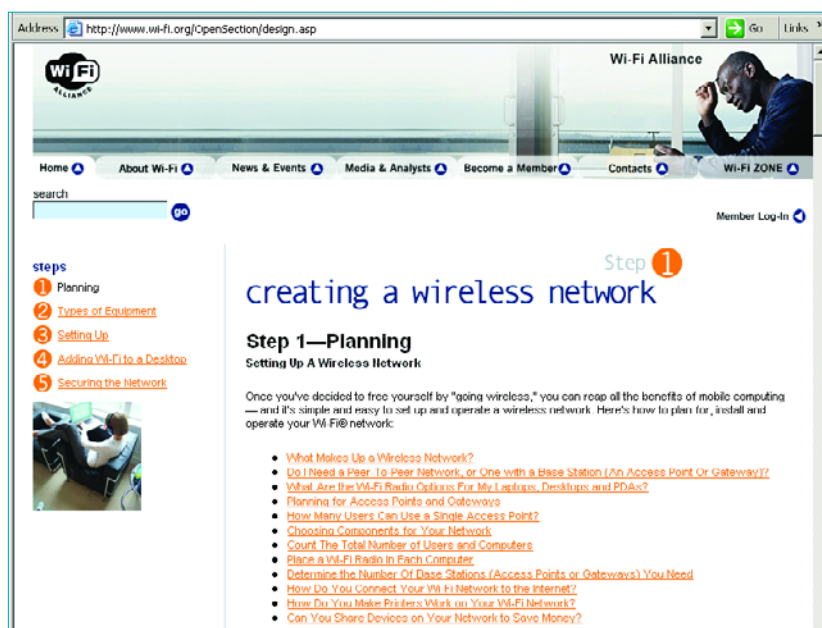 Address http://www.wi-fi.org/OpenSection/design.asp Go Links »
Wi Fi ALLIANCE
Wi-Fi Alliance
Home About Wi-Fi News & Events Media & Analysts Become a Member Contacts Wi-Fi ZONE
search
go
Member Log-In
Step 1
creating a wireless network
steps
1 Planning
2 Types of Equipment
3 Setting Up
4 Adding Wi-Fi to a Desktop
5 Securing the Network
Step 1—Planning
Setting Up A Wireless Network
Once you've decided to free yourself by "going wireless," you can reap all the benefits of mobile computing
— and it's simple and easy to set up and operate a wireless network. Here's how to plan for, install and
operate your Wi-Fi® network:
• What Makes Up a Wireless Network?
• Do I Need a Peer-To-Peer Network, or One with a Base Station (An Access Point Or Gateway)?
• What Are the Wi-Fi Radio Options For My Laptops, Desktops and PDAs?
• Planning for Access Points and Gateways
• How Many Users Can Use a Single Access Point?
• Choosing Components for Your Network
• Count The Total Number of Users and Computers
• Place a Wi-Fi Radio in Each Computer
• Determine the Number Of Base Stations (Access Points or Gateways) You Need
• How Do You Connect Your Wi-Fi Network to the Internet?
• How Do You Make Printers Work on Your Wi-Fi Network?
• Can You Share Devices on Your Network to Save Money?